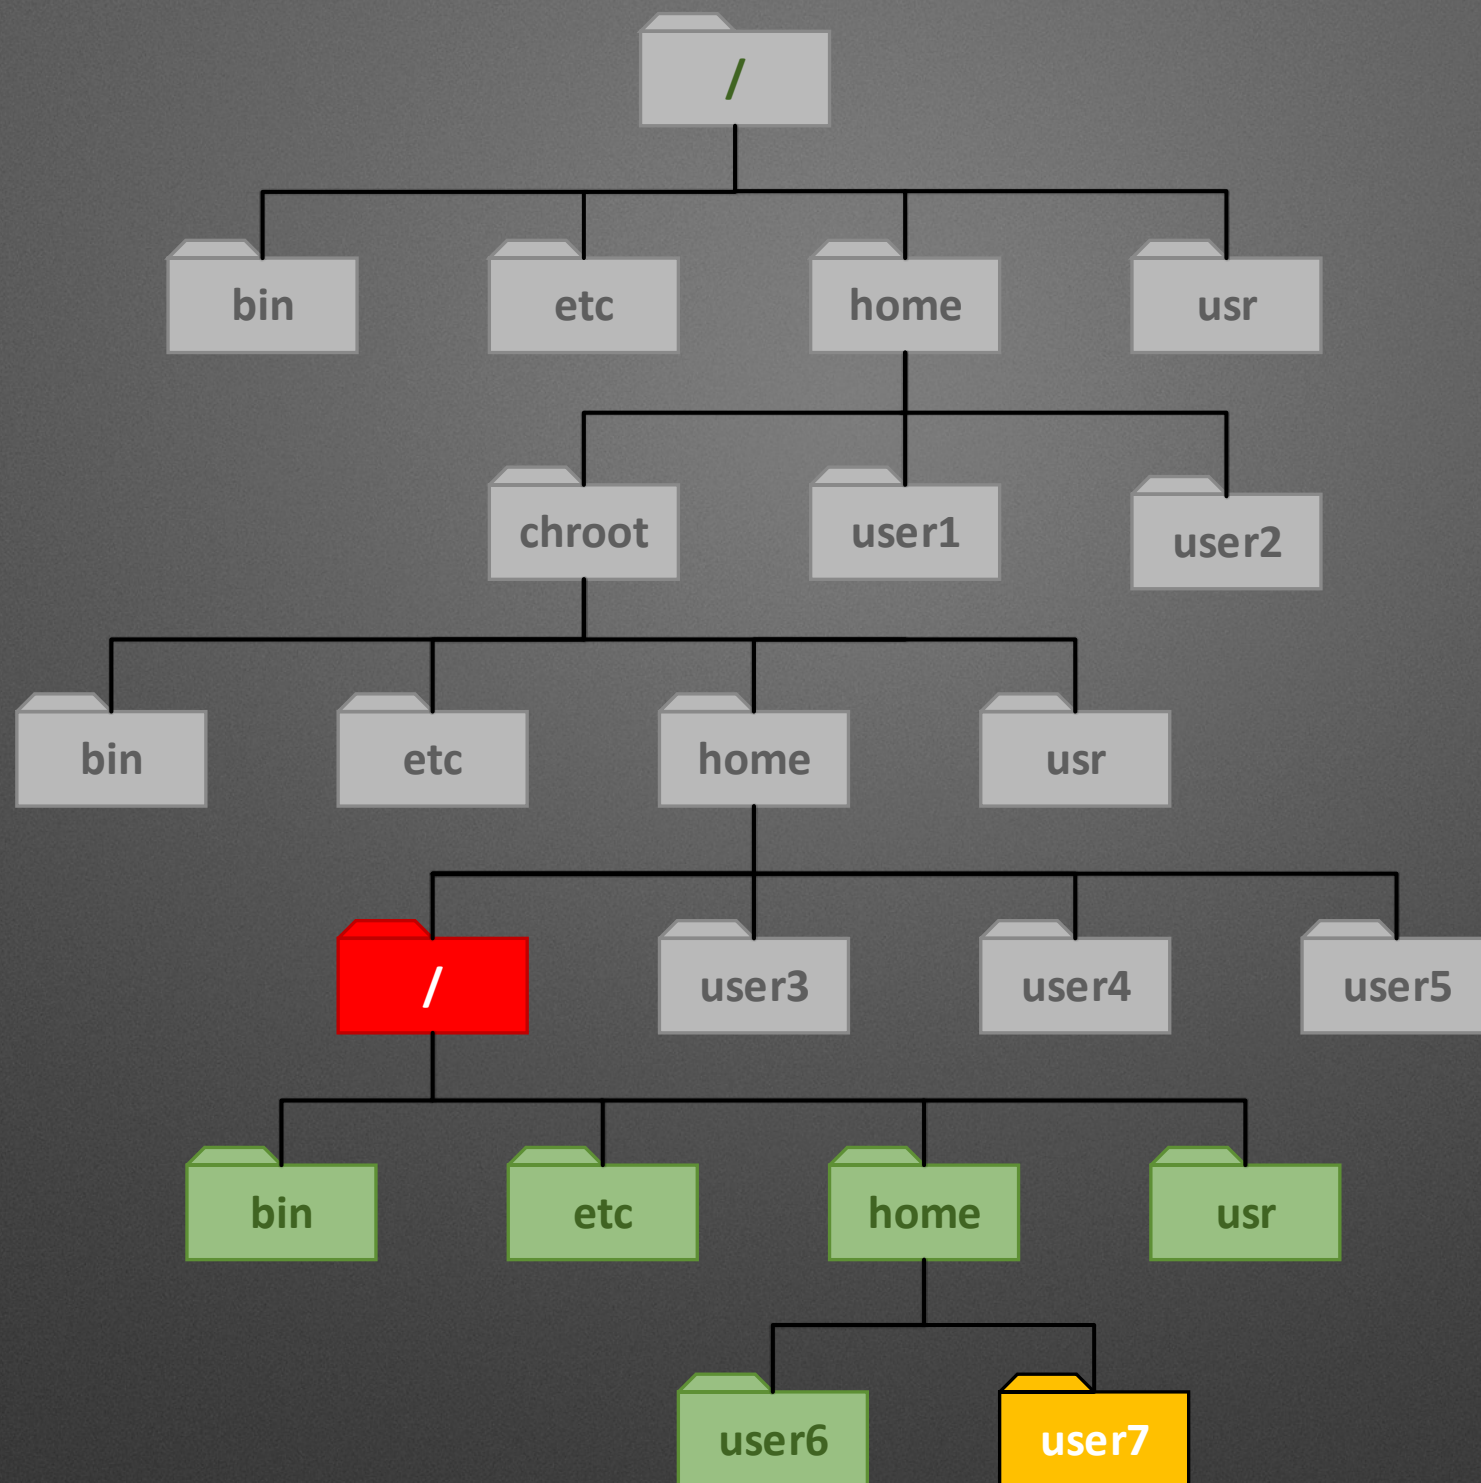 /
bin
etc
home
usr
chroot
user1
user2
bin
etc
home
usr
/
user3
user4
user5
bin
etc
home
usr
user6
user7